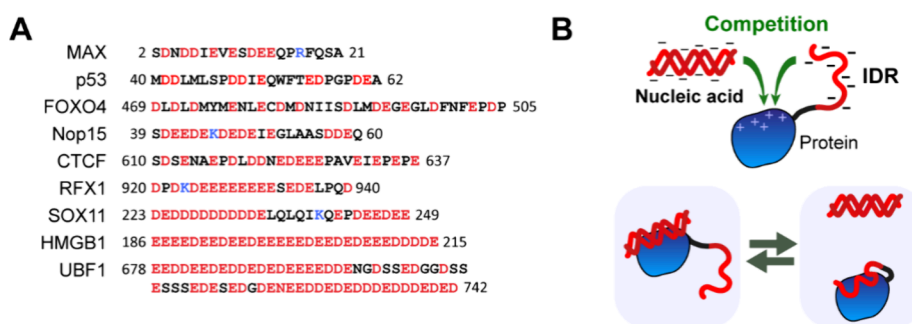 A
MAX 2 SDNDDIEVESDEEQPRFQSA 21
p53 40 MDDLMLSPDDIEQWFTEDPGPDEA 62
FOXO4 469 DLDLDMYMENLECDMDNIISDLMDEGEGLDFNFEPDP 505
Nop15 39 SDEEDEKDEDEIEGLAASDDEQ 60
CTCF 610 SDSENAEPDLDDNEDEEEPAVEIEPEPE 637
RFX1 920 DPDKDEEEEEEEESEDELPQD 940
SOX11 223 DEDDDDDDDDDELQLQIKQEPDEEDEE 249
HMGB1 186 EEEEDEEDEEDEEEEEDEEDEEEEDDDDE 215
UBF1 678 EEDDEEDEDDEDEDEEEEDDENGDSSEDGGDSS
ESSSEDESEDGDENEEDDEDEDDDEDDDEDED 742
B
Competition
Nucleic acid
IDR
Protein